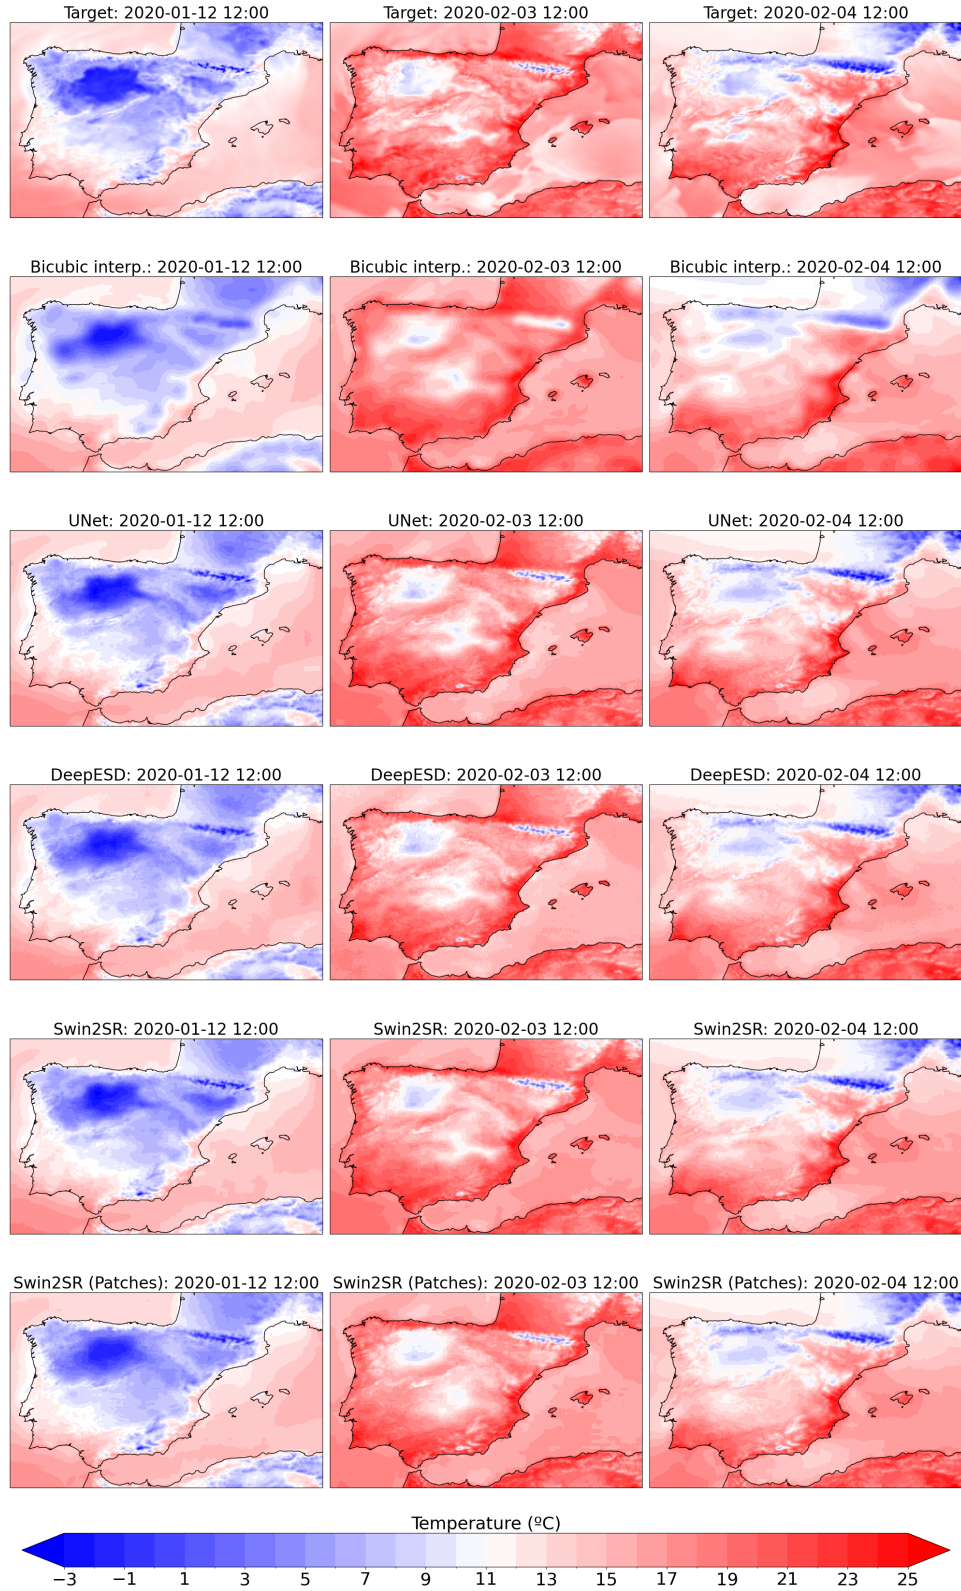 Target: 2020-01-12 12:00 Target: 2020-02-03 12:00 Target: 2020-02-04 12:00
Bicubic interp.: 2020-01-12 12:00 Bicubic interp.: 2020-02-03 12:00 Bicubic interp.: 2020-02-04 12:00
UNet: 2020-01-12 12:00 UNet: 2020-02-03 12:00 UNet: 2020-02-04 12:00
DeepESD: 2020-01-12 12:00 DeepESD: 2020-02-03 12:00 DeepESD: 2020-02-04 12:00
Swin2SR: 2020-01-12 12:00 Swin2SR: 2020-02-03 12:00 Swin2SR: 2020-02-04 12:00
Swin2SR (Patches): 2020-01-12 12:00 Swin2SR (Patches): 2020-02-03 12:00 Swin2SR (Patches): 2020-02-04 12:00
Temperature (ºC)
−3 −1 1 3 5 7 9 11 13 15 17 19 21 23 25